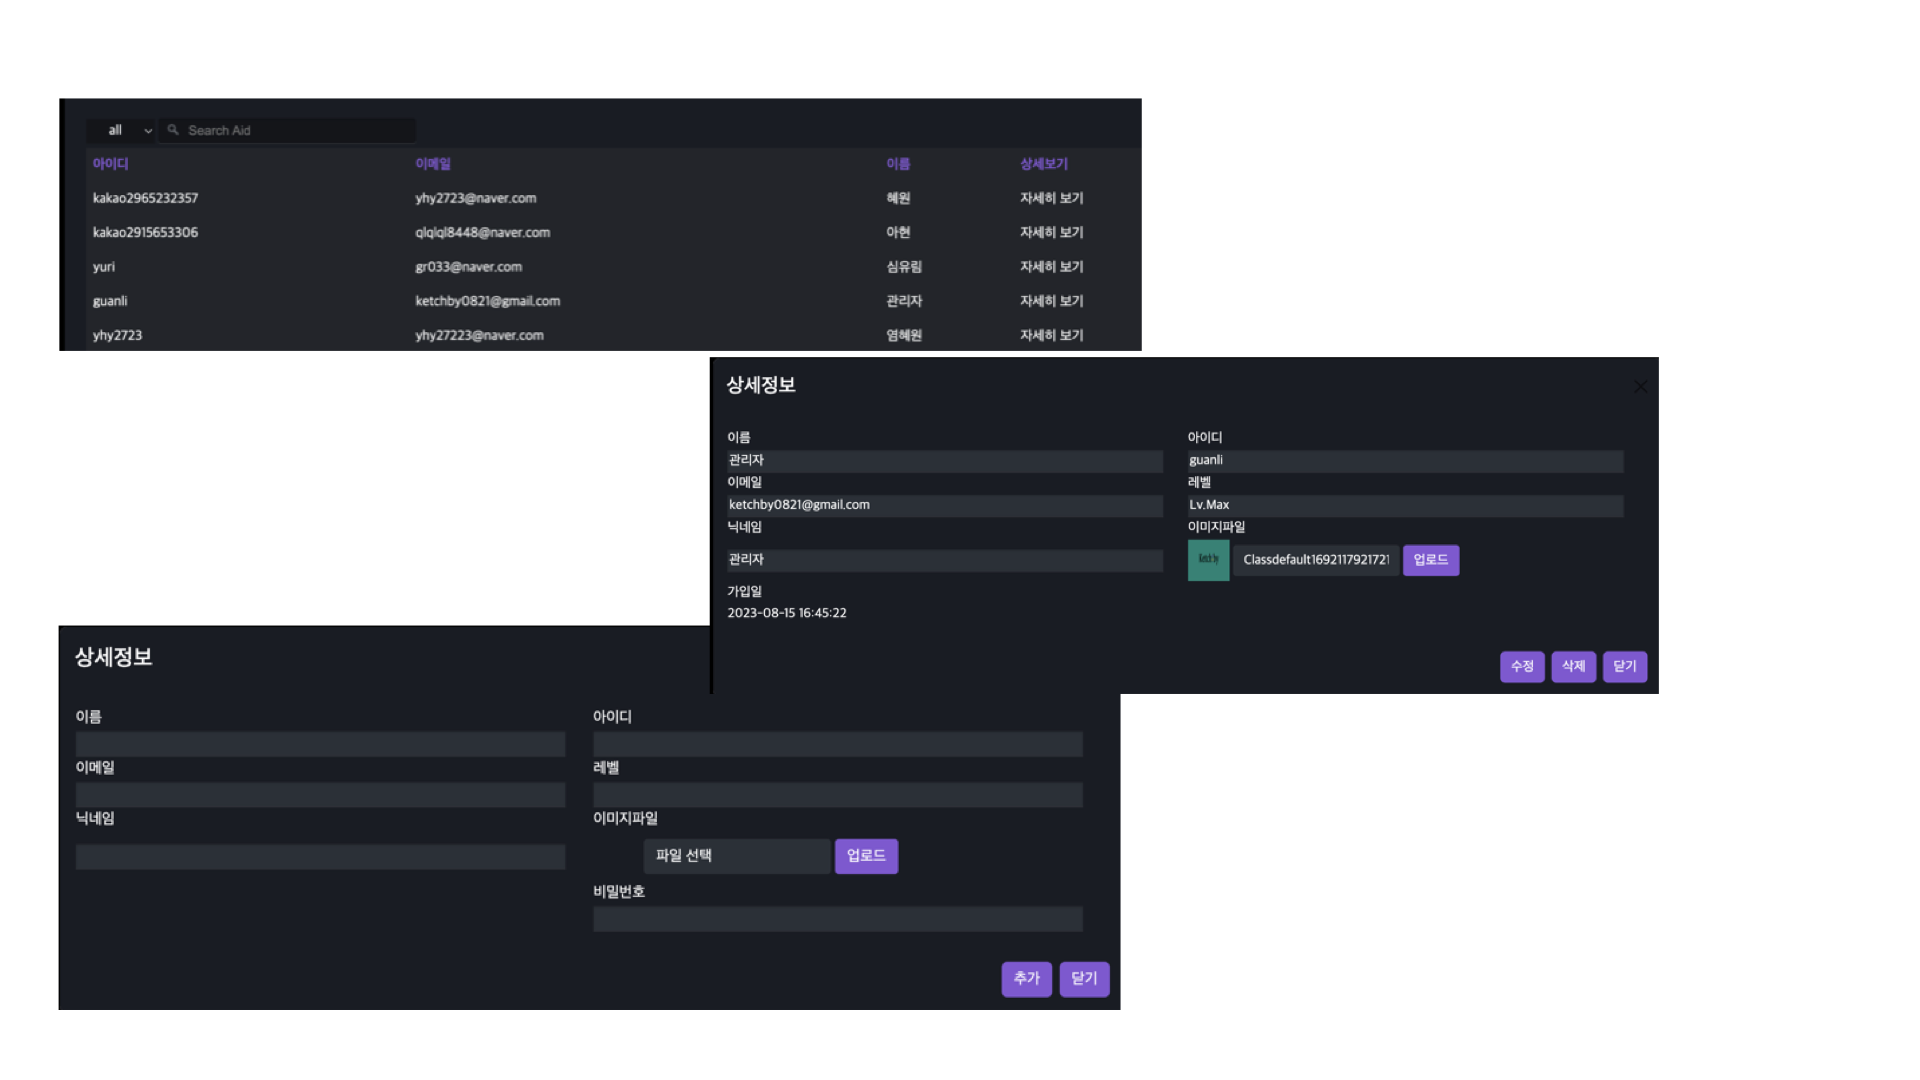 all Search Aid
아이디 이메일 이름 상세보기
kakao2965232357 yhy2723@naver.com 혜원 자세히 보기
kakao2915653306 qlqlql8448@naver.com 아현 자세히 보기
yuri gr033@naver.com 심유림 자세히 보기
guanli ketchby0821@gmail.com 관리자 자세히 보기
yhy2723 yhy27223@naver.com 염혜원 자세히 보기
상세정보
이름 아이디
관리자 guanli
이메일 레벨
ketchby0821@gmail.com Lv.Max
닉네임 이미지파일
관리자 Classdefault1692117921721 업로드
가입일
2023-08-15 16:45:22
수정 삭제 닫기
상세정보
이름 아이디
이메일 레벨
닉네임 이미지파일
파일 선택 업로드
비밀번호
추가 닫기